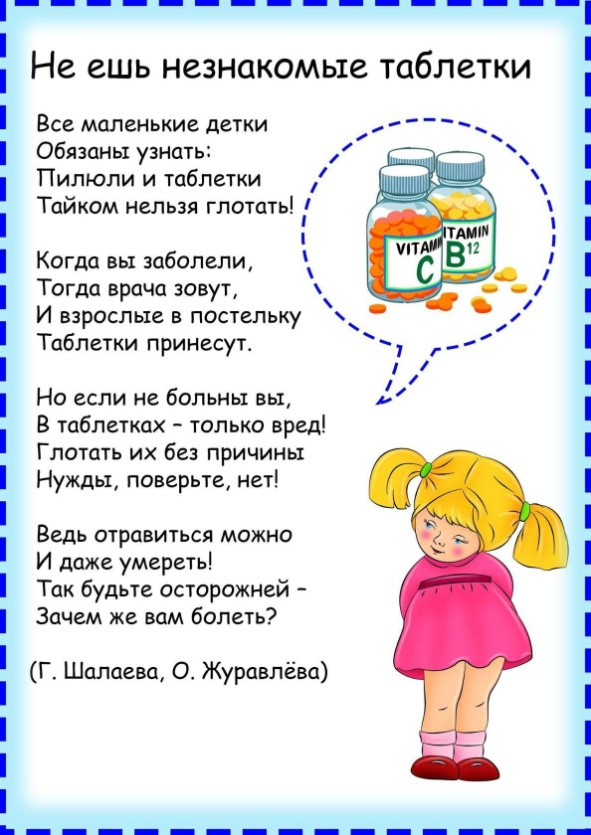 Не ешь незнакомые таблетки
Все маленькие детки
Обязаны узнать:
Пилюли и таблетки
Тайком нельзя глотать!
Когда вы заболели,
Тогда врача зовут,
И взрослые в постельку
Таблетки принесут.
Но если не больны вы,
В таблетках – только вред!
Глотать их без причины
Нужды, поверьте, нет!
Ведь отравиться можно
И даже умереть!
Так будьте осторожней –
Зачем же вам болеть?
(Г. Шалаева, О. Журавлёва)
VITAM
C
ITAMIN
B12